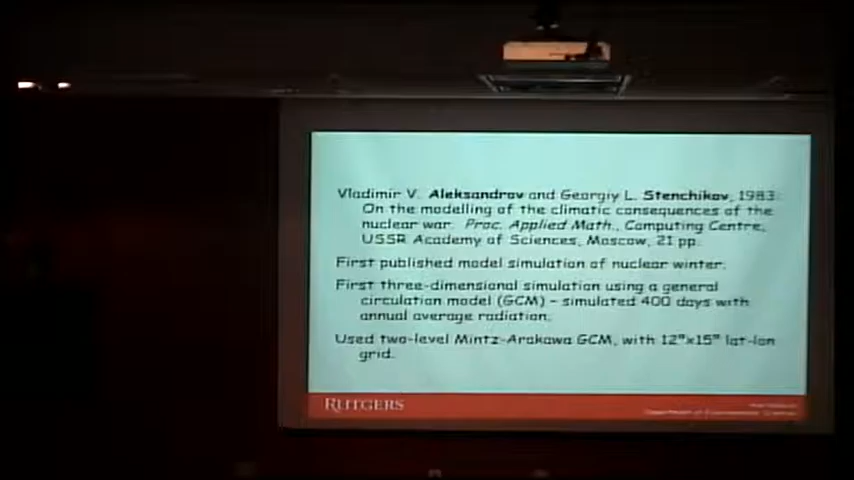 Vladimir V. Aleksandrov and Georgiy L. Stenchikov, 1983:
On the modelling of the climatic consequences of the
nuclear war. Proc. Applied Math., Computing Centre,
USSR Academy of Sciences, Moscow, 21 pp.
First published model simulation of nuclear winter.
First three-dimensional simulation using a general
circulation model (GCM) – simulated 400 days with
annual average radiation.
Used two-level Mintz-Arakawa GCM, with 12°x15° lat-lon
grid.
RUTGERS
Department of Environmental Sciences